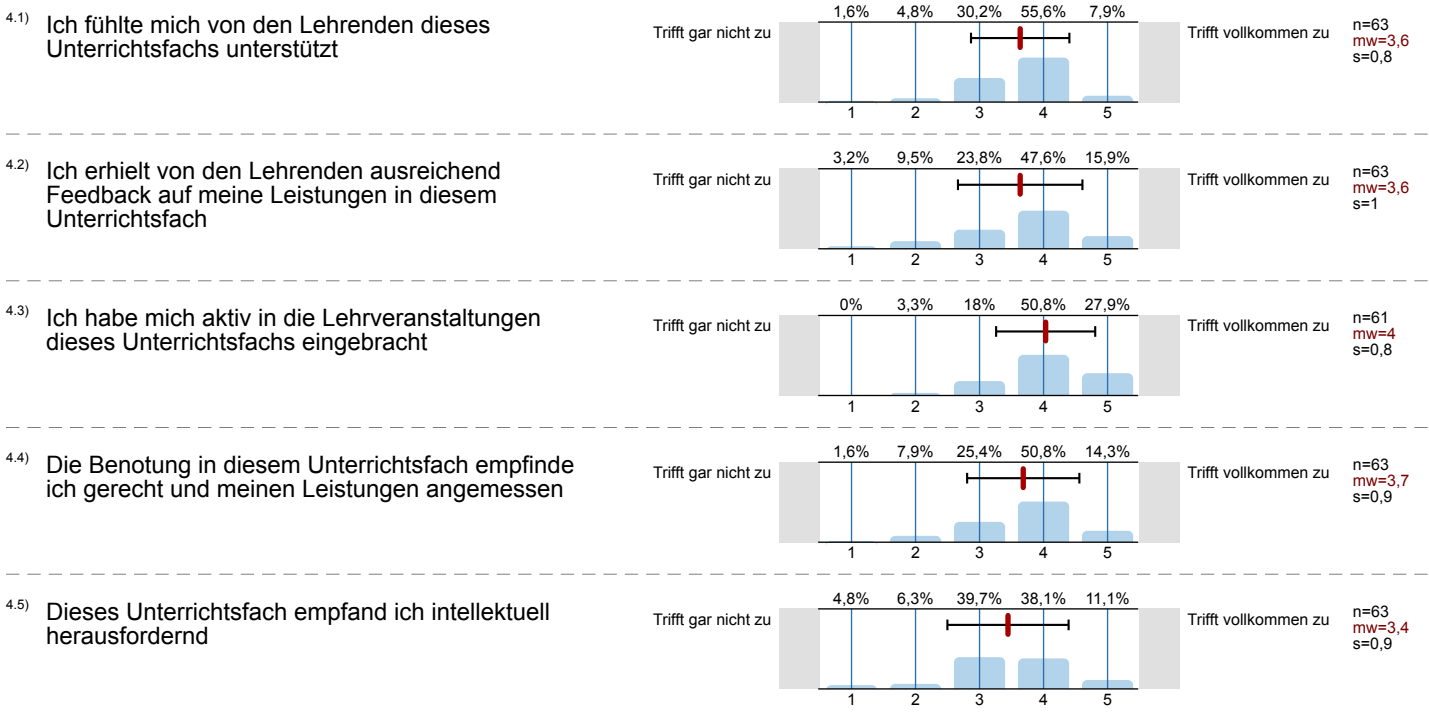 4.1) Ich fühlte mich von den Lehrenden dieses
Unterrichtsfachs unterstützt
Trifft gar nicht zu
1,6% 4,8% 30,2% 55,6% 7,9%
1 2 3 4 5
Trifft vollkommen zu
n=63
mw=3,6
s=0,8
4.2) Ich erhielt von den Lehrenden ausreichend
Feedback auf meine Leistungen in diesem
Unterrichtsfach
Trifft gar nicht zu
3,2% 9,5% 23,8% 47,6% 15,9%
1 2 3 4 5
Trifft vollkommen zu
n=63
mw=3,6
s=1
4.3) Ich habe mich aktiv in die Lehrveranstaltungen
dieses Unterrichtsfachs eingebracht
Trifft gar nicht zu
0% 3,3% 18% 50,8% 27,9%
1 2 3 4 5
Trifft vollkommen zu
n=61
mw=4
s=0,8
4.4) Die Benotung in diesem Unterrichtsfach empfinde
ich gerecht und meinen Leistungen angemessen
Trifft gar nicht zu
1,6% 7,9% 25,4% 50,8% 14,3%
1 2 3 4 5
Trifft vollkommen zu
n=63
mw=3,7
s=0,9
4.5) Dieses Unterrichtsfach empfand ich intellektuell
herausfordernd
Trifft gar nicht zu
4,8% 6,3% 39,7% 38,1% 11,1%
1 2 3 4 5
Trifft vollkommen zu
n=63
mw=3,4
s=0,9